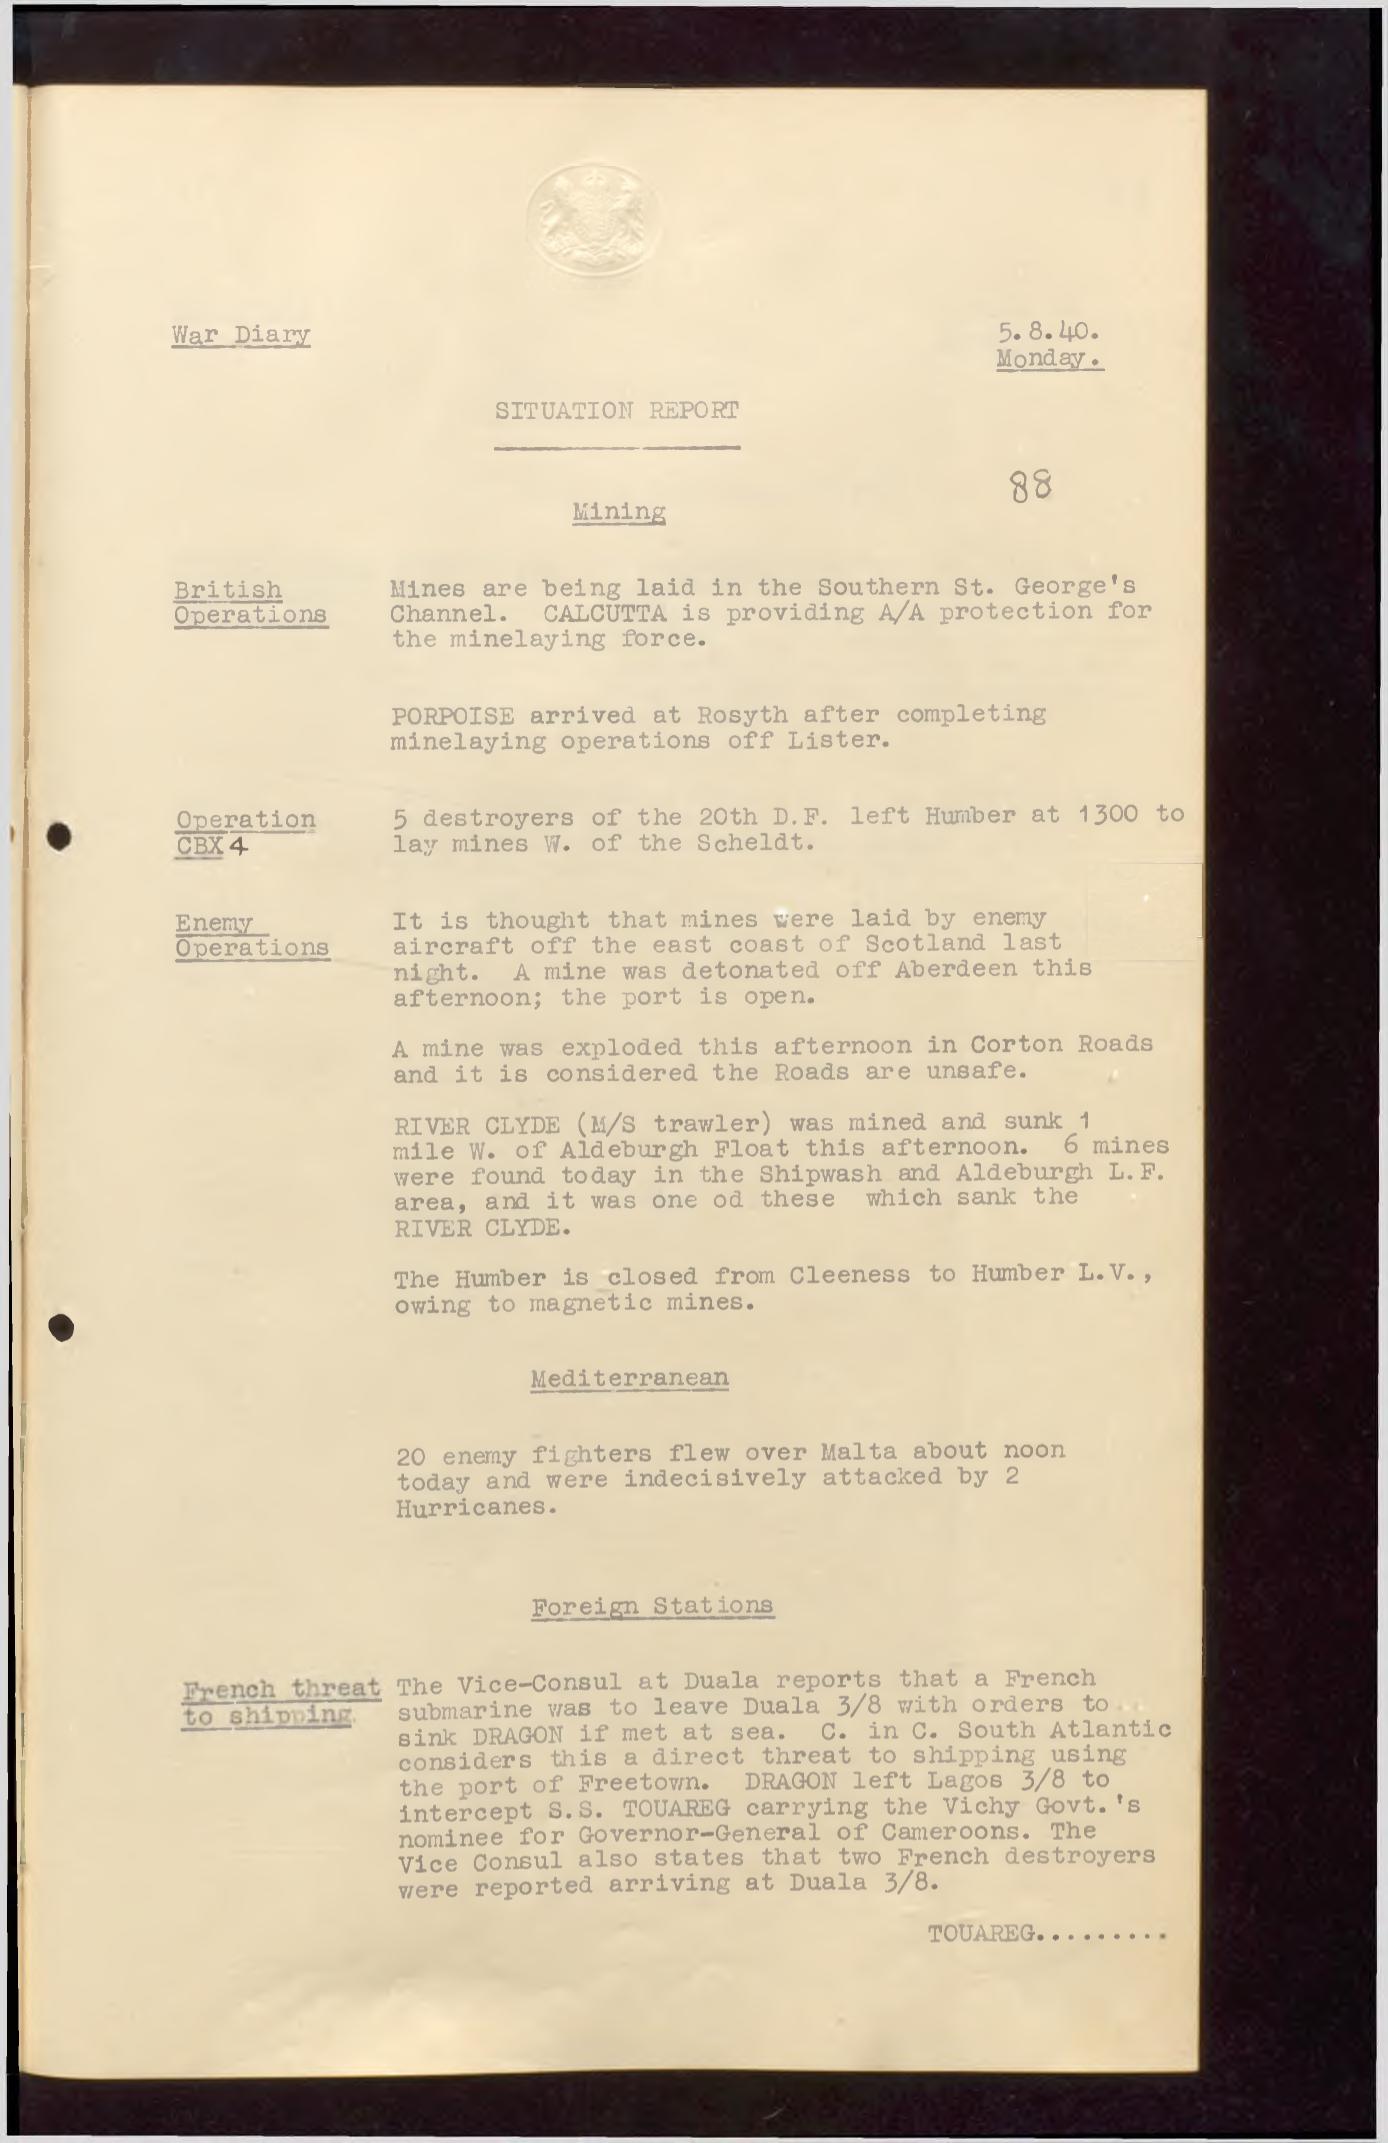 War Diary
5.8.40.
Monday.
SITUATION REPORT
88
Mining
British
Operations
Mines are being laid in the Southern St. George's
Channel. CALCUTTA is providing A/A protection for
the minelaying force.
PORPOISE arrived at Rosyth after completing
minelaying operations off Lister.
Operation
CBX 4
5 destroyers of the 20th D.F. left Humber at 1300 to
lay mines W. of the Scheldt.
Enemy
Operations
It is thought that mines were laid by enemy
aircraft off the east coast of Scotland last
night. A mine was detonated off Aberdeen this
afternoon; the port is open.
A mine was exploded this afternoon in Corton Roads
and it is considered the Roads are unsafe.
RIVER CLYDE (M/S trawler) was mined and sunk 1
mile W. of Aldeburgh Float this afternoon. 6 mines
were found today in the Shipwash and Aldeburgh L.F.
area, and it was one od these which sank the
RIVER CLYDE.
The Humber is closed from Cleeness to Humber L.V.,
owing to magnetic mines.
Mediterranean
20 enemy fighters flew over Malta about noon
today and were indecisively attacked by 2
Hurricanes.
Foreign Stations
French threat
to shipping.
The Vice-Consul at Duala reports that a French
submarine was to leave Duala 3/8 with orders to
sink DRAGON if met at sea. C. in C. South Atlantic
considers this a direct threat to shipping using
the port of Freetown. DRAGON left Lagos 3/8 to
intercept S.S. TOUAREG carrying the Vichy Govt.'s
nominee for Governor-General of Cameroons. The
Vice Consul also states that two French destroyers
were reported arriving at Duala 3/8.
TOUAREG.........